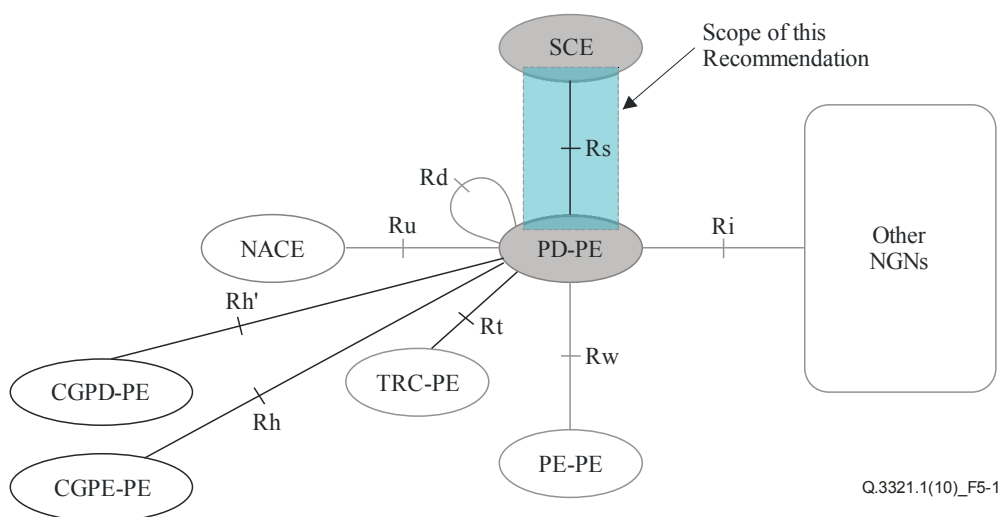 SCE
Scope of this
Recommendation
Rs
Rd
Ru
NACE
PD-PE
Ri
Other
NGNs
Rh'
Rt
Rw
CGPD-PE
TRC-PE
Rh
PE-PE
CGPE-PE
Q.3321.1(10)_F5-1